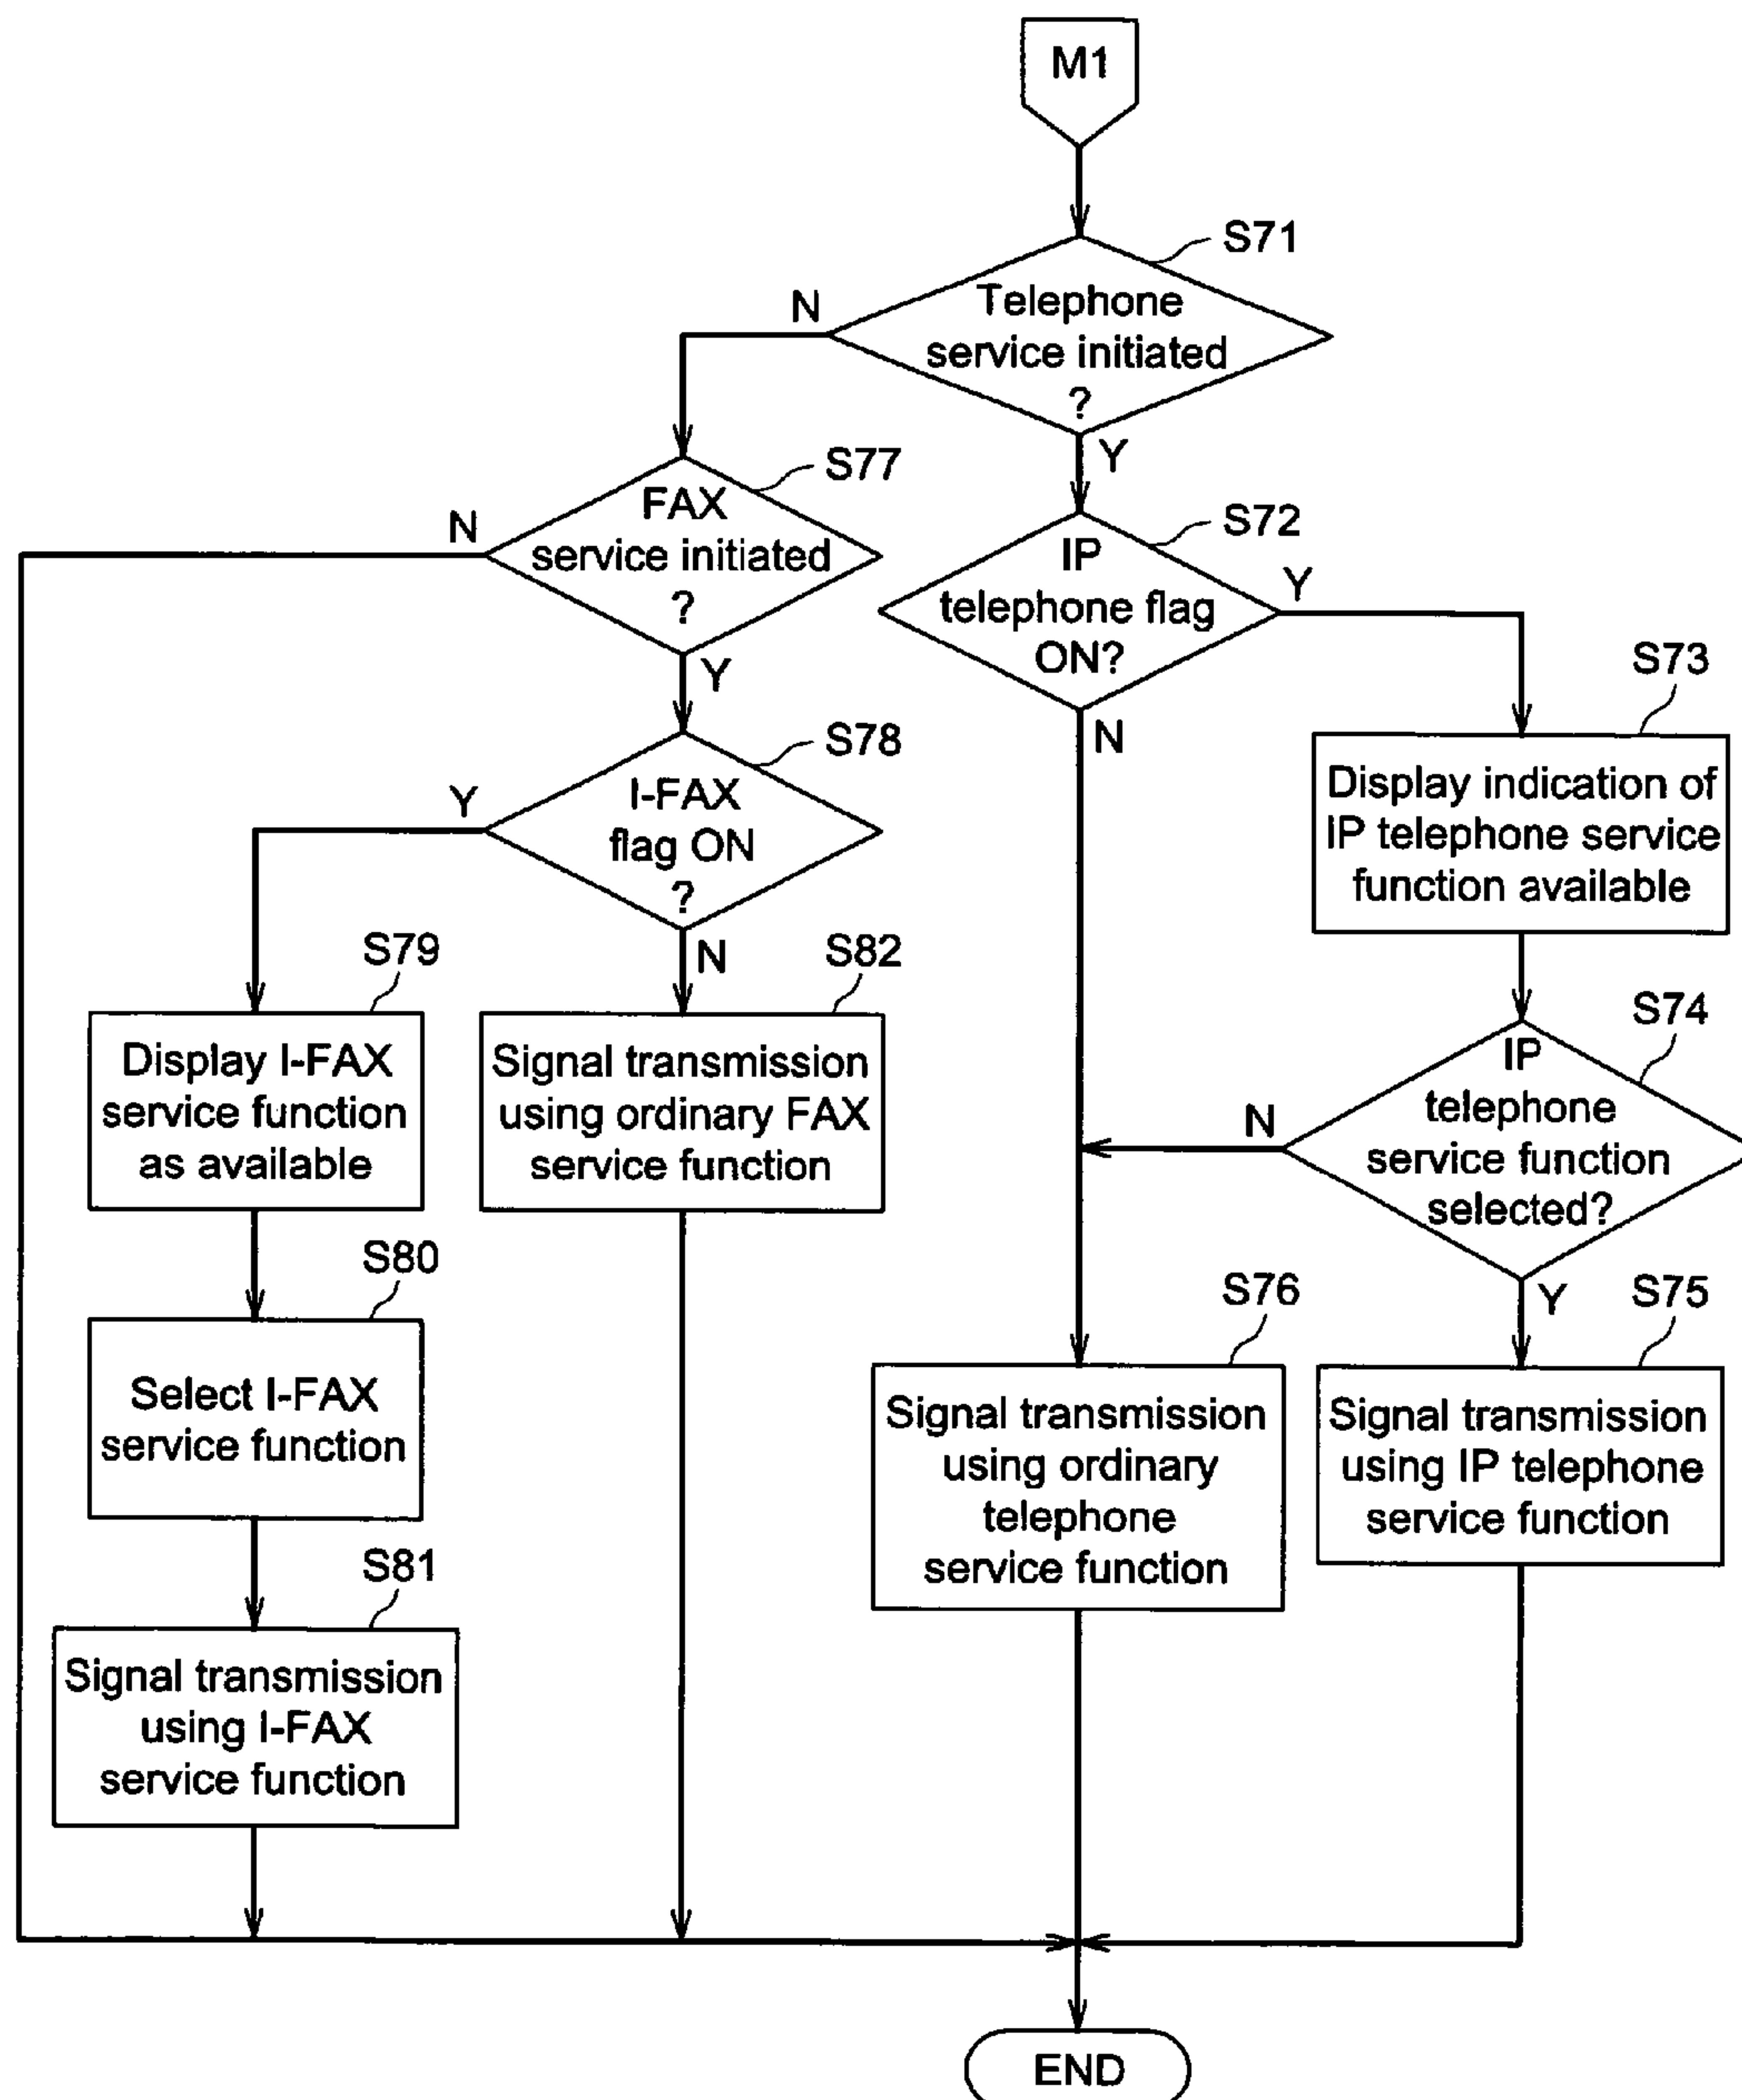 M1
S71
Telephone
service initiated
?
N
Y
S77
FAX
service initiated
?
N
Y
S72
IP
telephone flag
ON?
Y
N
S73
Display indication of
IP telephone service
function available
S78
I-FAX
flag ON
?
Y
N
S79
Display I-FAX
service function
as available
S82
Signal transmission
using ordinary FAX
service function
S74
IP
telephone
service function
selected?
N
Y
S80
Select I-FAX
service function
S76
Signal transmission
using ordinary
telephone
service function
S75
Signal transmission
using IP telephone
service function
S81
Signal transmission
using I-FAX
service function
END